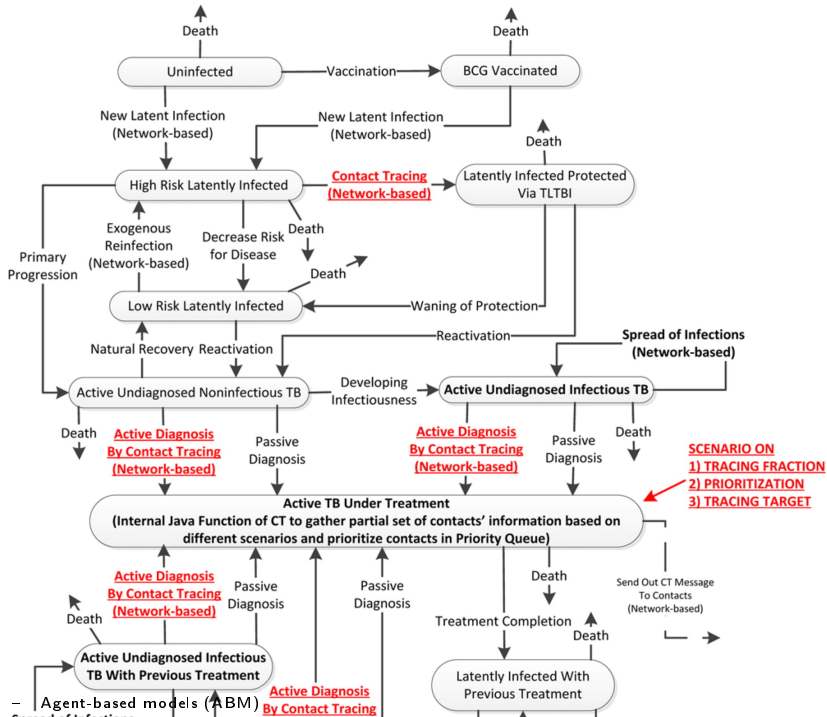 Death
Death
Uninfected
Vaccination
BCG Vaccinated
New Latent Infection
(Network-based)
New Latent Infection
(Network-based)
Death
High Risk Latently Infected
Contact Tracing
(Network-based)
Latently Infected Protected
Via TLTBI
Primary
Progression
Exogenous
Reinfection
(Network-based)
Decrease Risk
for Disease
Death
Death
Low Risk Latently Infected
Waning of Protection
Natural Recovery
Reactivation
Reactivation
Spread of Infections
(Network-based)
Active Undiagnosed Noninfectious TB
Developing
Infectiousness
Active Undiagnosed Infectious TB
Death
Active Diagnosis
By Contact Tracing
(Network-based)
Passive
Diagnosis
Active Diagnosis
By Contact Tracing
(Network-based)
Passive
Diagnosis
Death
SCENARIO ON
1) TRACING FRACTION
2) PRIORITIZATION
3) TRACING TARGET
Active TB Under Treatment
(Internal Java Function of CT to gather partial set of contacts' information based on
different scenarios and prioritize contacts in Priority Queue)
Active Diagnosis
By Contact Tracing
(Network-based)
Passive
Diagnosis
Passive
Diagnosis
Death
Send Out CT Message
To Contacts
(Network-based)
Death
Treatment Completion
Death
Active Undiagnosed Infectious
TB With Previous Treatment
Latently Infected With
Previous Treatment
Active Diagnosis
By Contact Tracing
– Agent-based models (ABM)
Spread of Infections